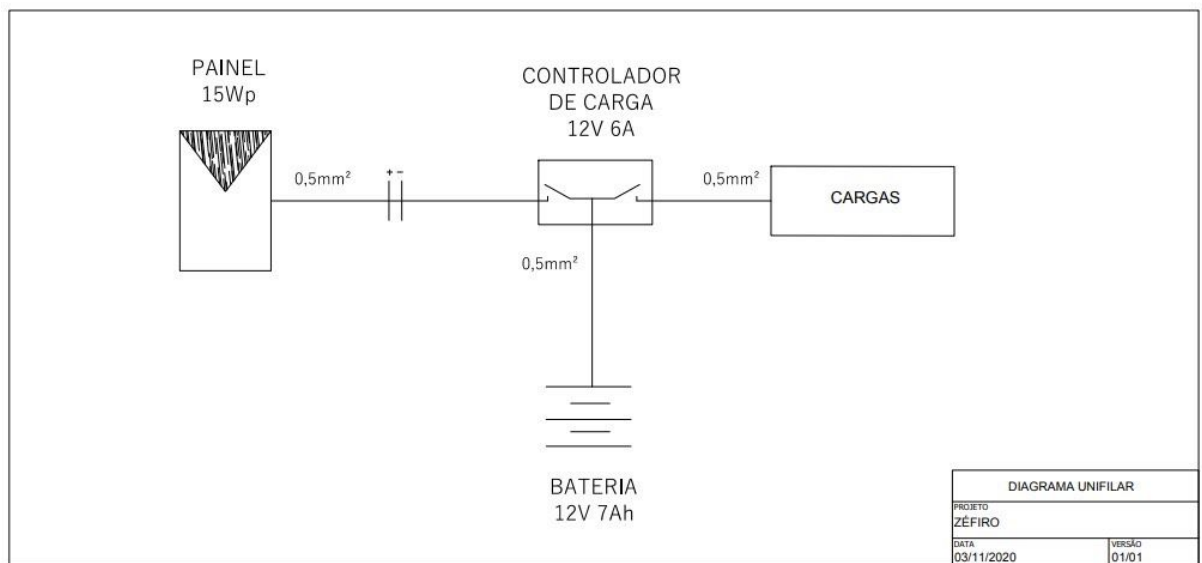 PAINEL
15Wp
CONTROLADOR
DE CARGA
12V 6A
0,5mm²
+ -
0,5mm²
CARGAS
0,5mm²
BATERIA
12V 7Ah
DIAGRAMA UNIFILAR
PROJETO
ZÉFIRO
DATA
03/11/2020
VERSÃO
01/01